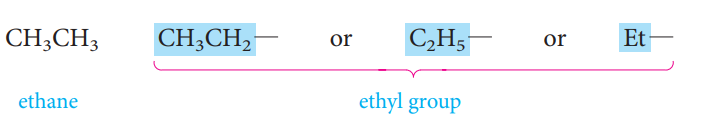 CH₃CH₃ CH₃CH₂— or C₂H₅— or Et—
ethane ethyl group